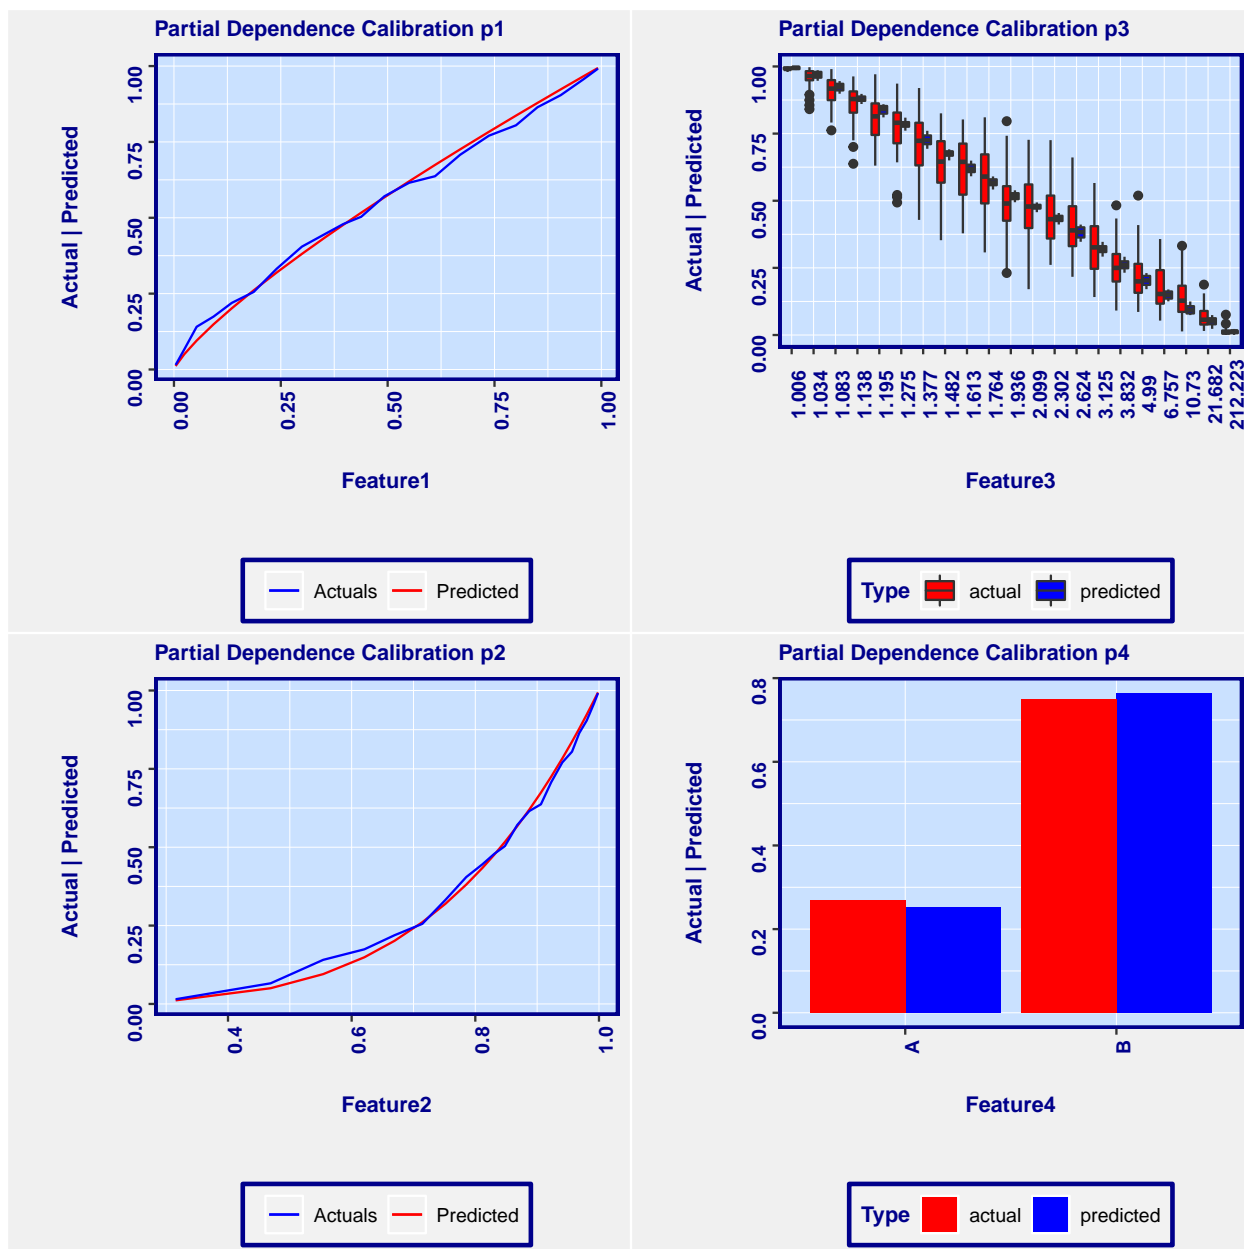 Partial Dependence Calibration p1
Actual | Predicted
1.00
0.75
0.50
0.25
0.00
0.00
0.25
0.50
0.75
1.00
Feature1
Actuals
Predicted
Partial Dependence Calibration p3
Actual | Predicted
1.00
0.75
0.50
0.25
0.00
1.006
1.034
1.083
1.138
1.195
1.275
1.377
1.482
1.613
1.764
1.936
2.099
2.302
2.624
3.125
3.832
4.99
6.757
10.73
21.682
212.223
Feature3
Type actual predicted
Partial Dependence Calibration p2
Actual | Predicted
1.00
0.75
0.50
0.25
0.00
0.4
0.6
0.8
1.0
Feature2
Actuals
Predicted
Partial Dependence Calibration p4
Actual | Predicted
0.8
0.6
0.4
0.2
0.0
A
B
Feature4
Type actual predicted